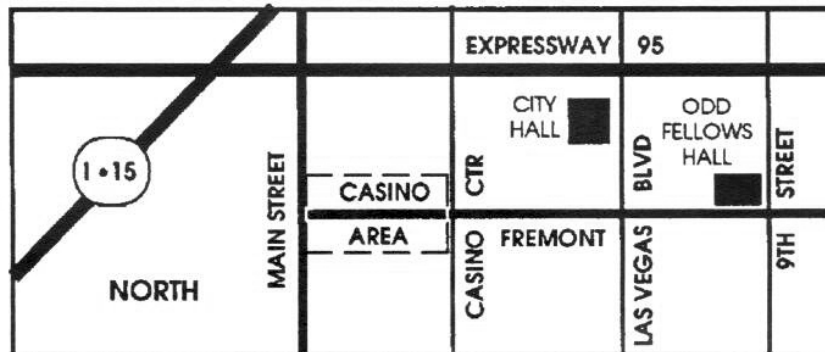 EXPRESSWAY 95
CITY
HALL
ODD
FELLOWS
HALL
I•15
MAIN STREET
CASINO
AREA
CASINO CTR
FREMONT
LAS VEGAS BLVD
9TH STREET
NORTH